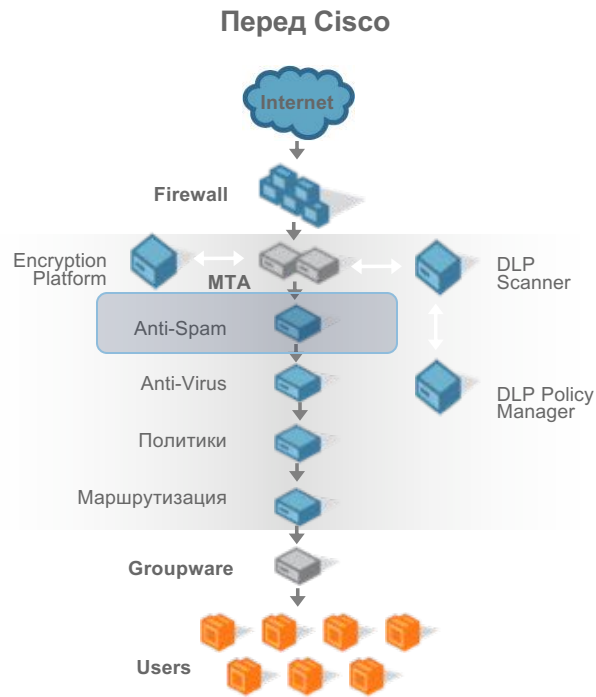 Перед Cisco
Internet
Firewall
Encryption
Platform
MTA
DLP
Scanner
Anti-Spam
Anti-Virus
DLP Policy
Manager
Политики
Маршрутизация
Groupware
Users